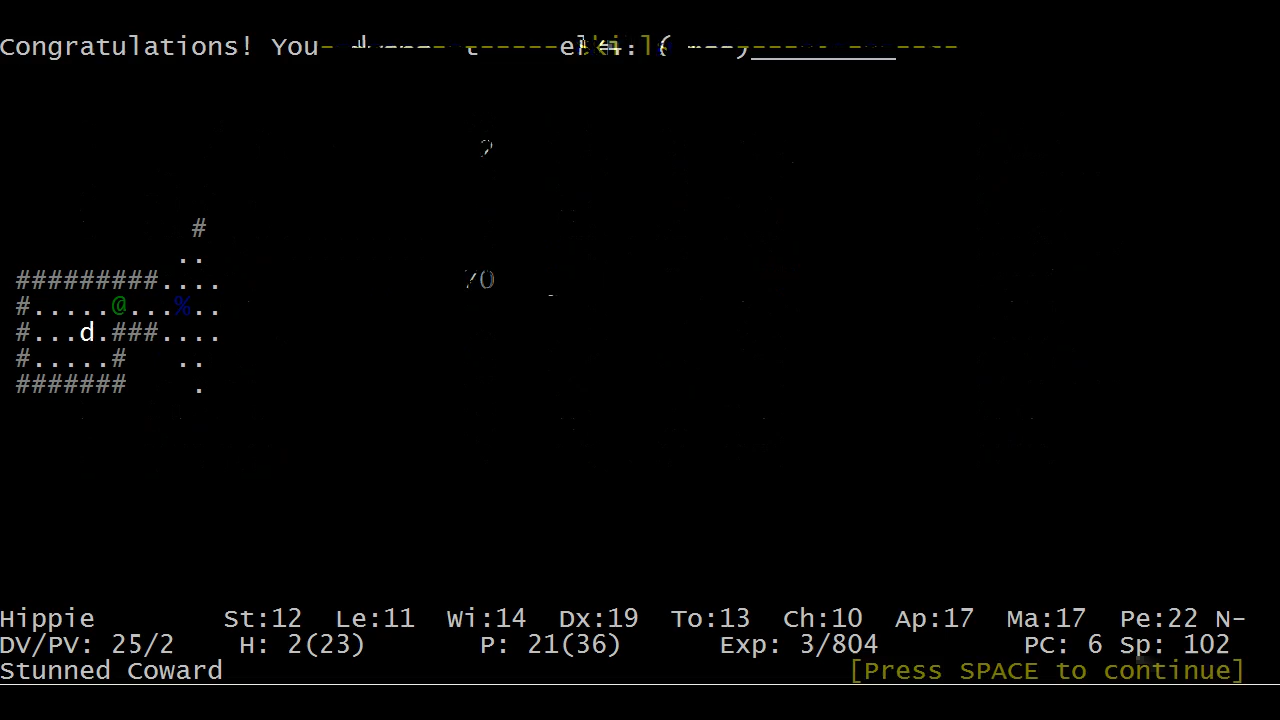 Congratulations! You
#
..
#########....
#.....@...%..
#...d.###....
#.....# ..
####### .
Hippie St:12 Le:11 Wi:14 Dx:19 To:13 Ch:10 Ap:17 Ma:17 Pe:22 N-
DV/PV: 25/2 H: 2(23) P: 21(36) Exp: 3/804 PC: 6 Sp: 102
Stunned Coward [Press SPACE to continue]